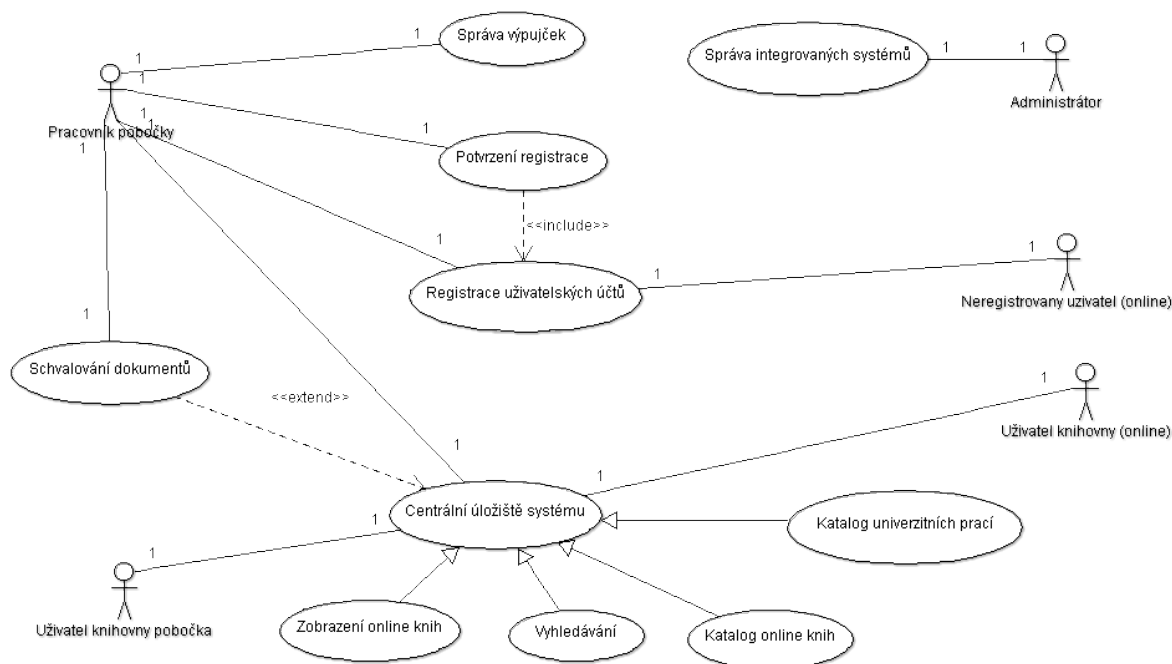 Správa výpujček
1
1
Správa integrovaných systémů
1
1
Administrátor
1
1
Pracovník pobočky
1
1
1
Potvrzení registrace
<<include>>
1
Registrace uživatelských účtů
1
1
Neregistrovany uzivatel (online)
1
Schvalování dokumentů
<<extend>>
1
Uživatel knihovny (online)
1
1
Centrální úložiště systému
Katalog univerzitních prací
1
1
Uživatel knihovny pobočka
Zobrazení online knih
Vyhledávání
Katalog online knih